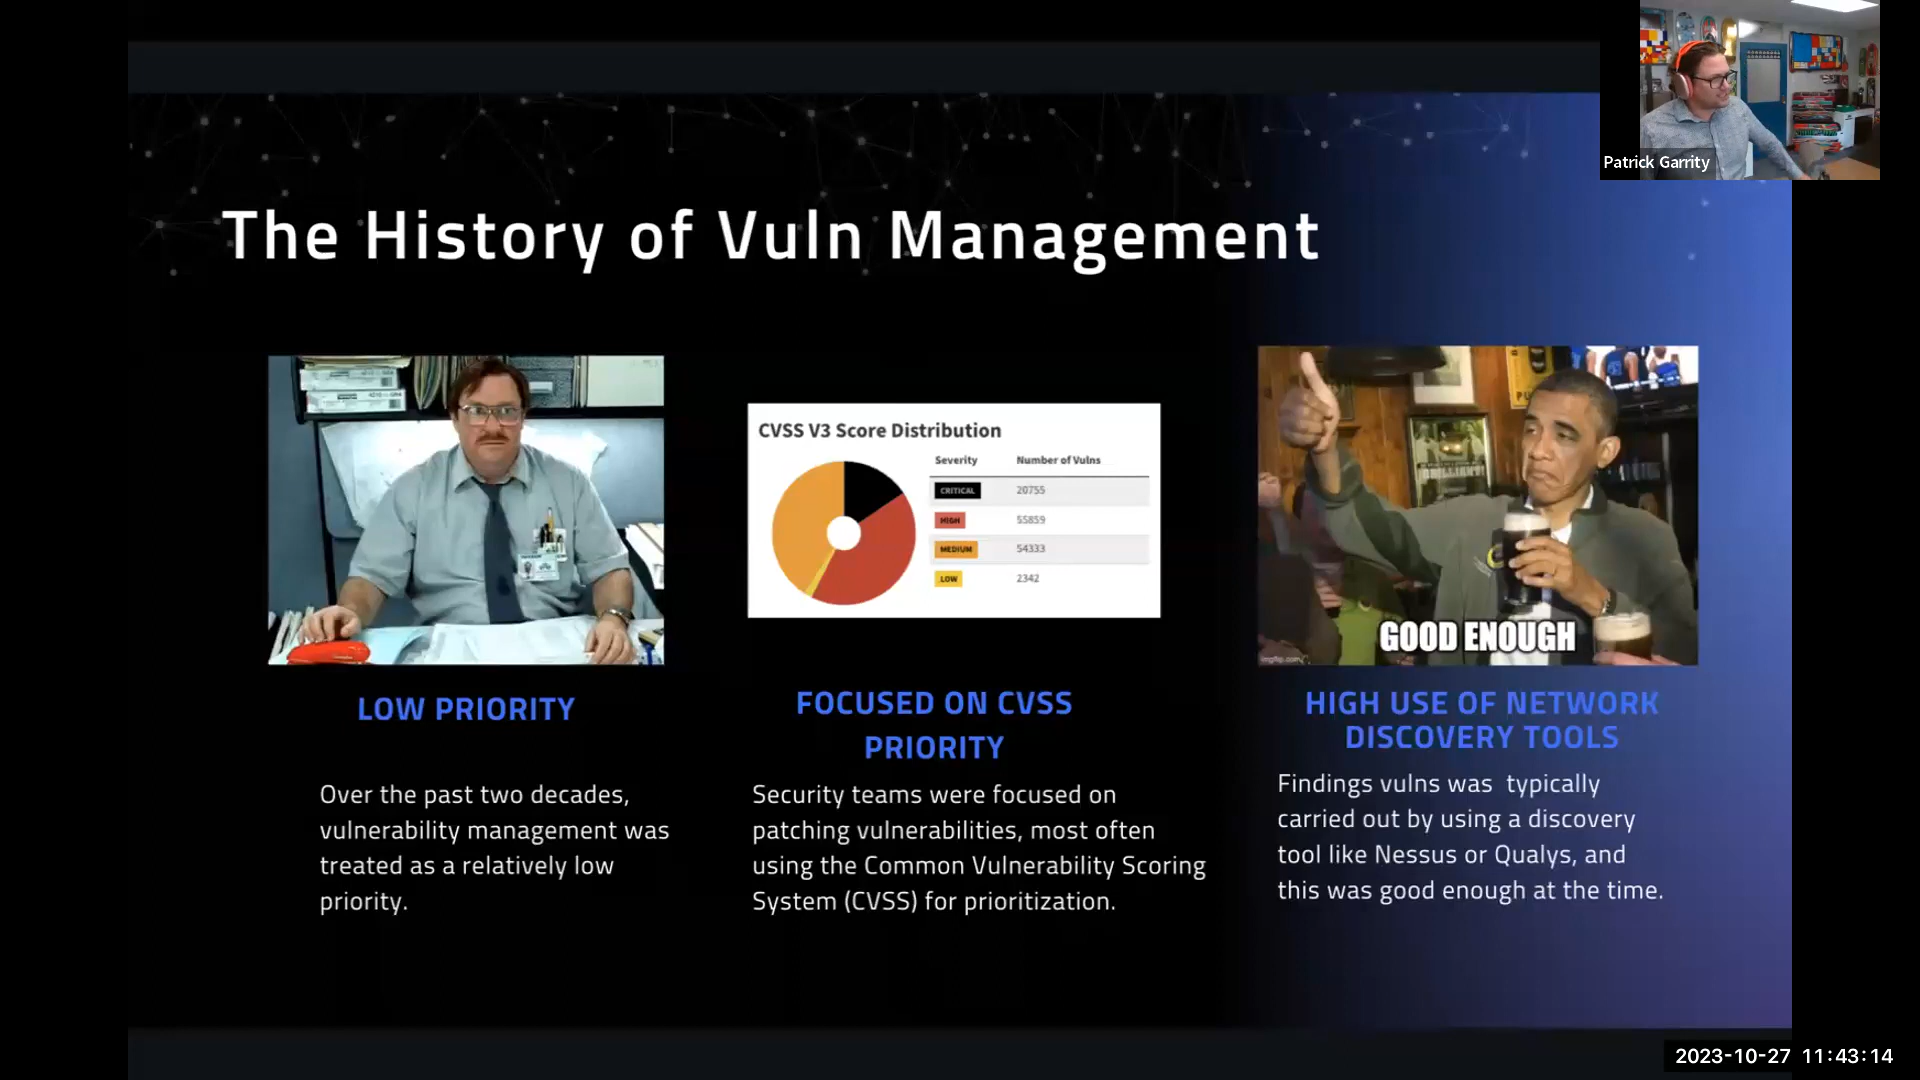 Patrick Garrity
The History of Vuln Management
CVSS V3 Score Distribution
Severity Number of Vulns
CRITICAL 20755
HIGH 55859
MEDIUM 54333
LOW 2342
BRILLIANT!
GOOD ENOUGH
imgflip.com
LOW PRIORITY
Over the past two decades,
vulnerability management was
treated as a relatively low
priority.
FOCUSED ON CVSS
PRIORITY
Security teams were focused on
patching vulnerabilities, most often
using the Common Vulnerability Scoring
System (CVSS) for prioritization.
HIGH USE OF NETWORK
DISCOVERY TOOLS
Findings vulns was  typically
carried out by using a discovery
tool like Nessus or Qualys, and
this was good enough at the time.
2023-10-27 11:43:14